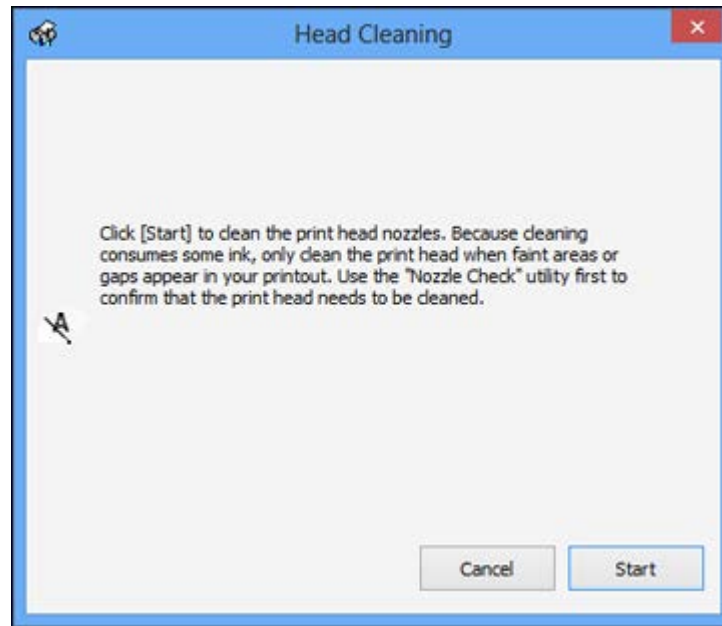 Head Cleaning
Click [Start] to clean the print head nozzles. Because cleaning
consumes some ink, only clean the print head when faint areas or
gaps appear in your printout. Use the "Nozzle Check" utility first to
confirm that the print head needs to be cleaned.
A
Cancel
Start